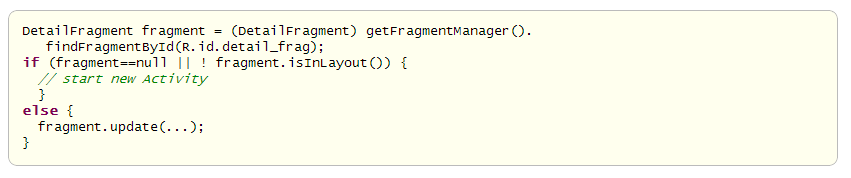 DetailFragment fragment = (DetailFragment) getFragmentManager().
   findFragmentById(R.id.detail_frag);
if (fragment==null || ! fragment.isInLayout()) {
  // start new Activity
  }
else {
  fragment.update(...);
}